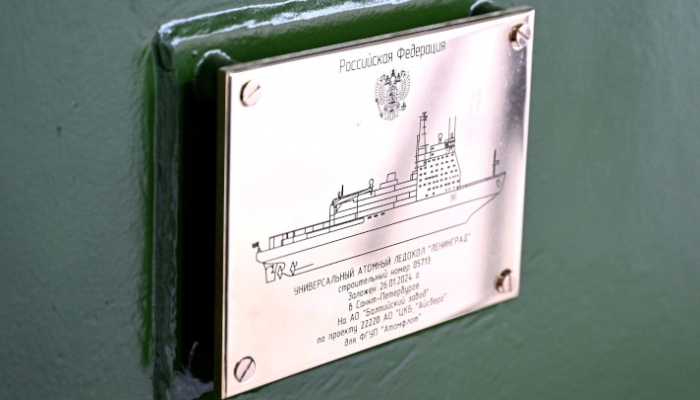 Российская Федерация
УНИВЕРСАЛЬНЫЙ АТОМНЫЙ ЛЕДОКОЛ "ЛЕНИНГРАД"
строительный номер 05713
Заложен 26.01.2024 г.
в Санкт-Петербурге
На АО "Балтийский завод"
по проекту 22220 АО "ЦКБ "Айсберг"
для ФГУП "Атомфлот"